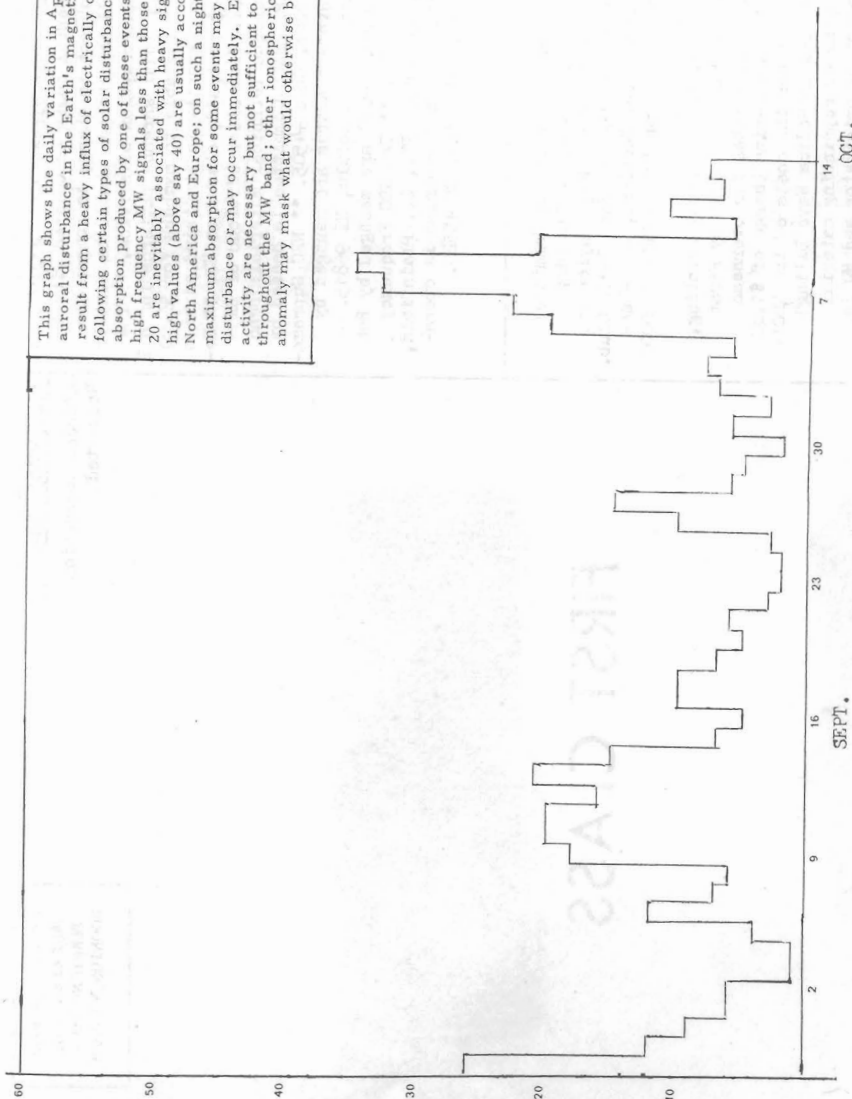 This graph shows the daily variation in Ap
auroral disturbance in the Earth's magnet
result from a heavy influx of electrically
following certain types of solar disturbanc
absorption produced by one of these events
high frequency MW signals less than those
20 are inevitably associated with heavy sig
high values (above say 40) are usually acco
North America and Europe; on such a night
maximum absorption for some events may
disturbance or may occur immediately. E
activity are necessary but not sufficient to
throughout the MW band; other ionospheric
anomaly may mask what would otherwise b
60
50
40
30
20
10
2
9
16
23
30
7
14
SEPT.
OCT.
FIRST CLASS